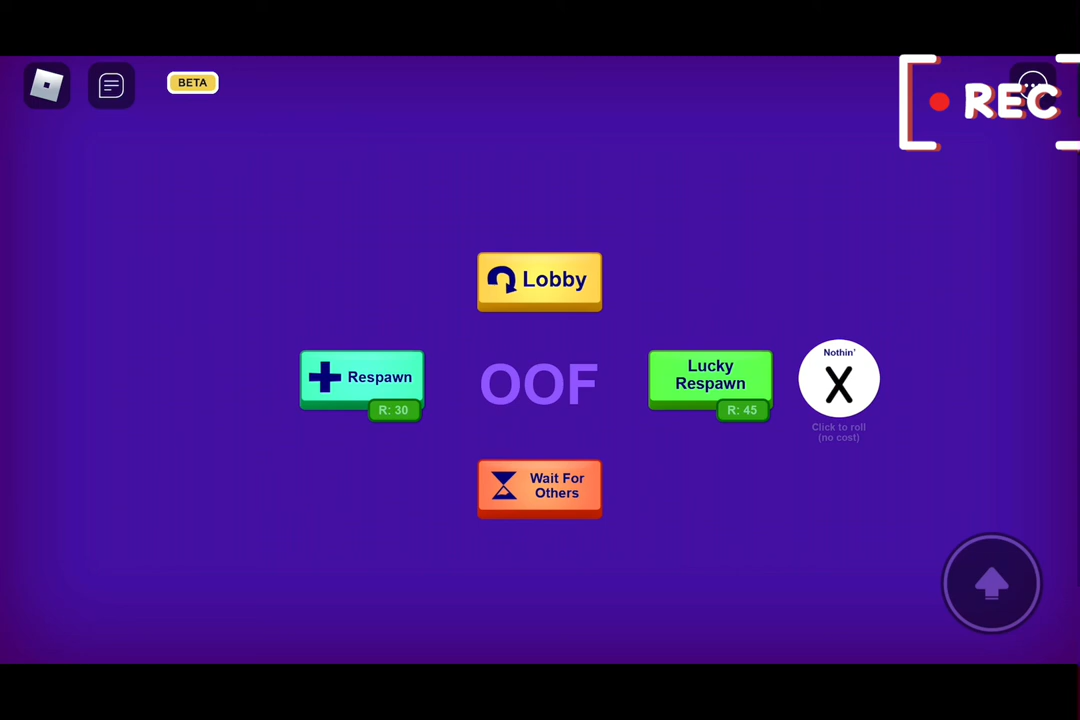 BETA
REC
Lobby
Respawn
R: 30
OOF
Lucky
Respawn
R: 45
Nothin'
X
Click to roll
(no cost)
Wait For
Others